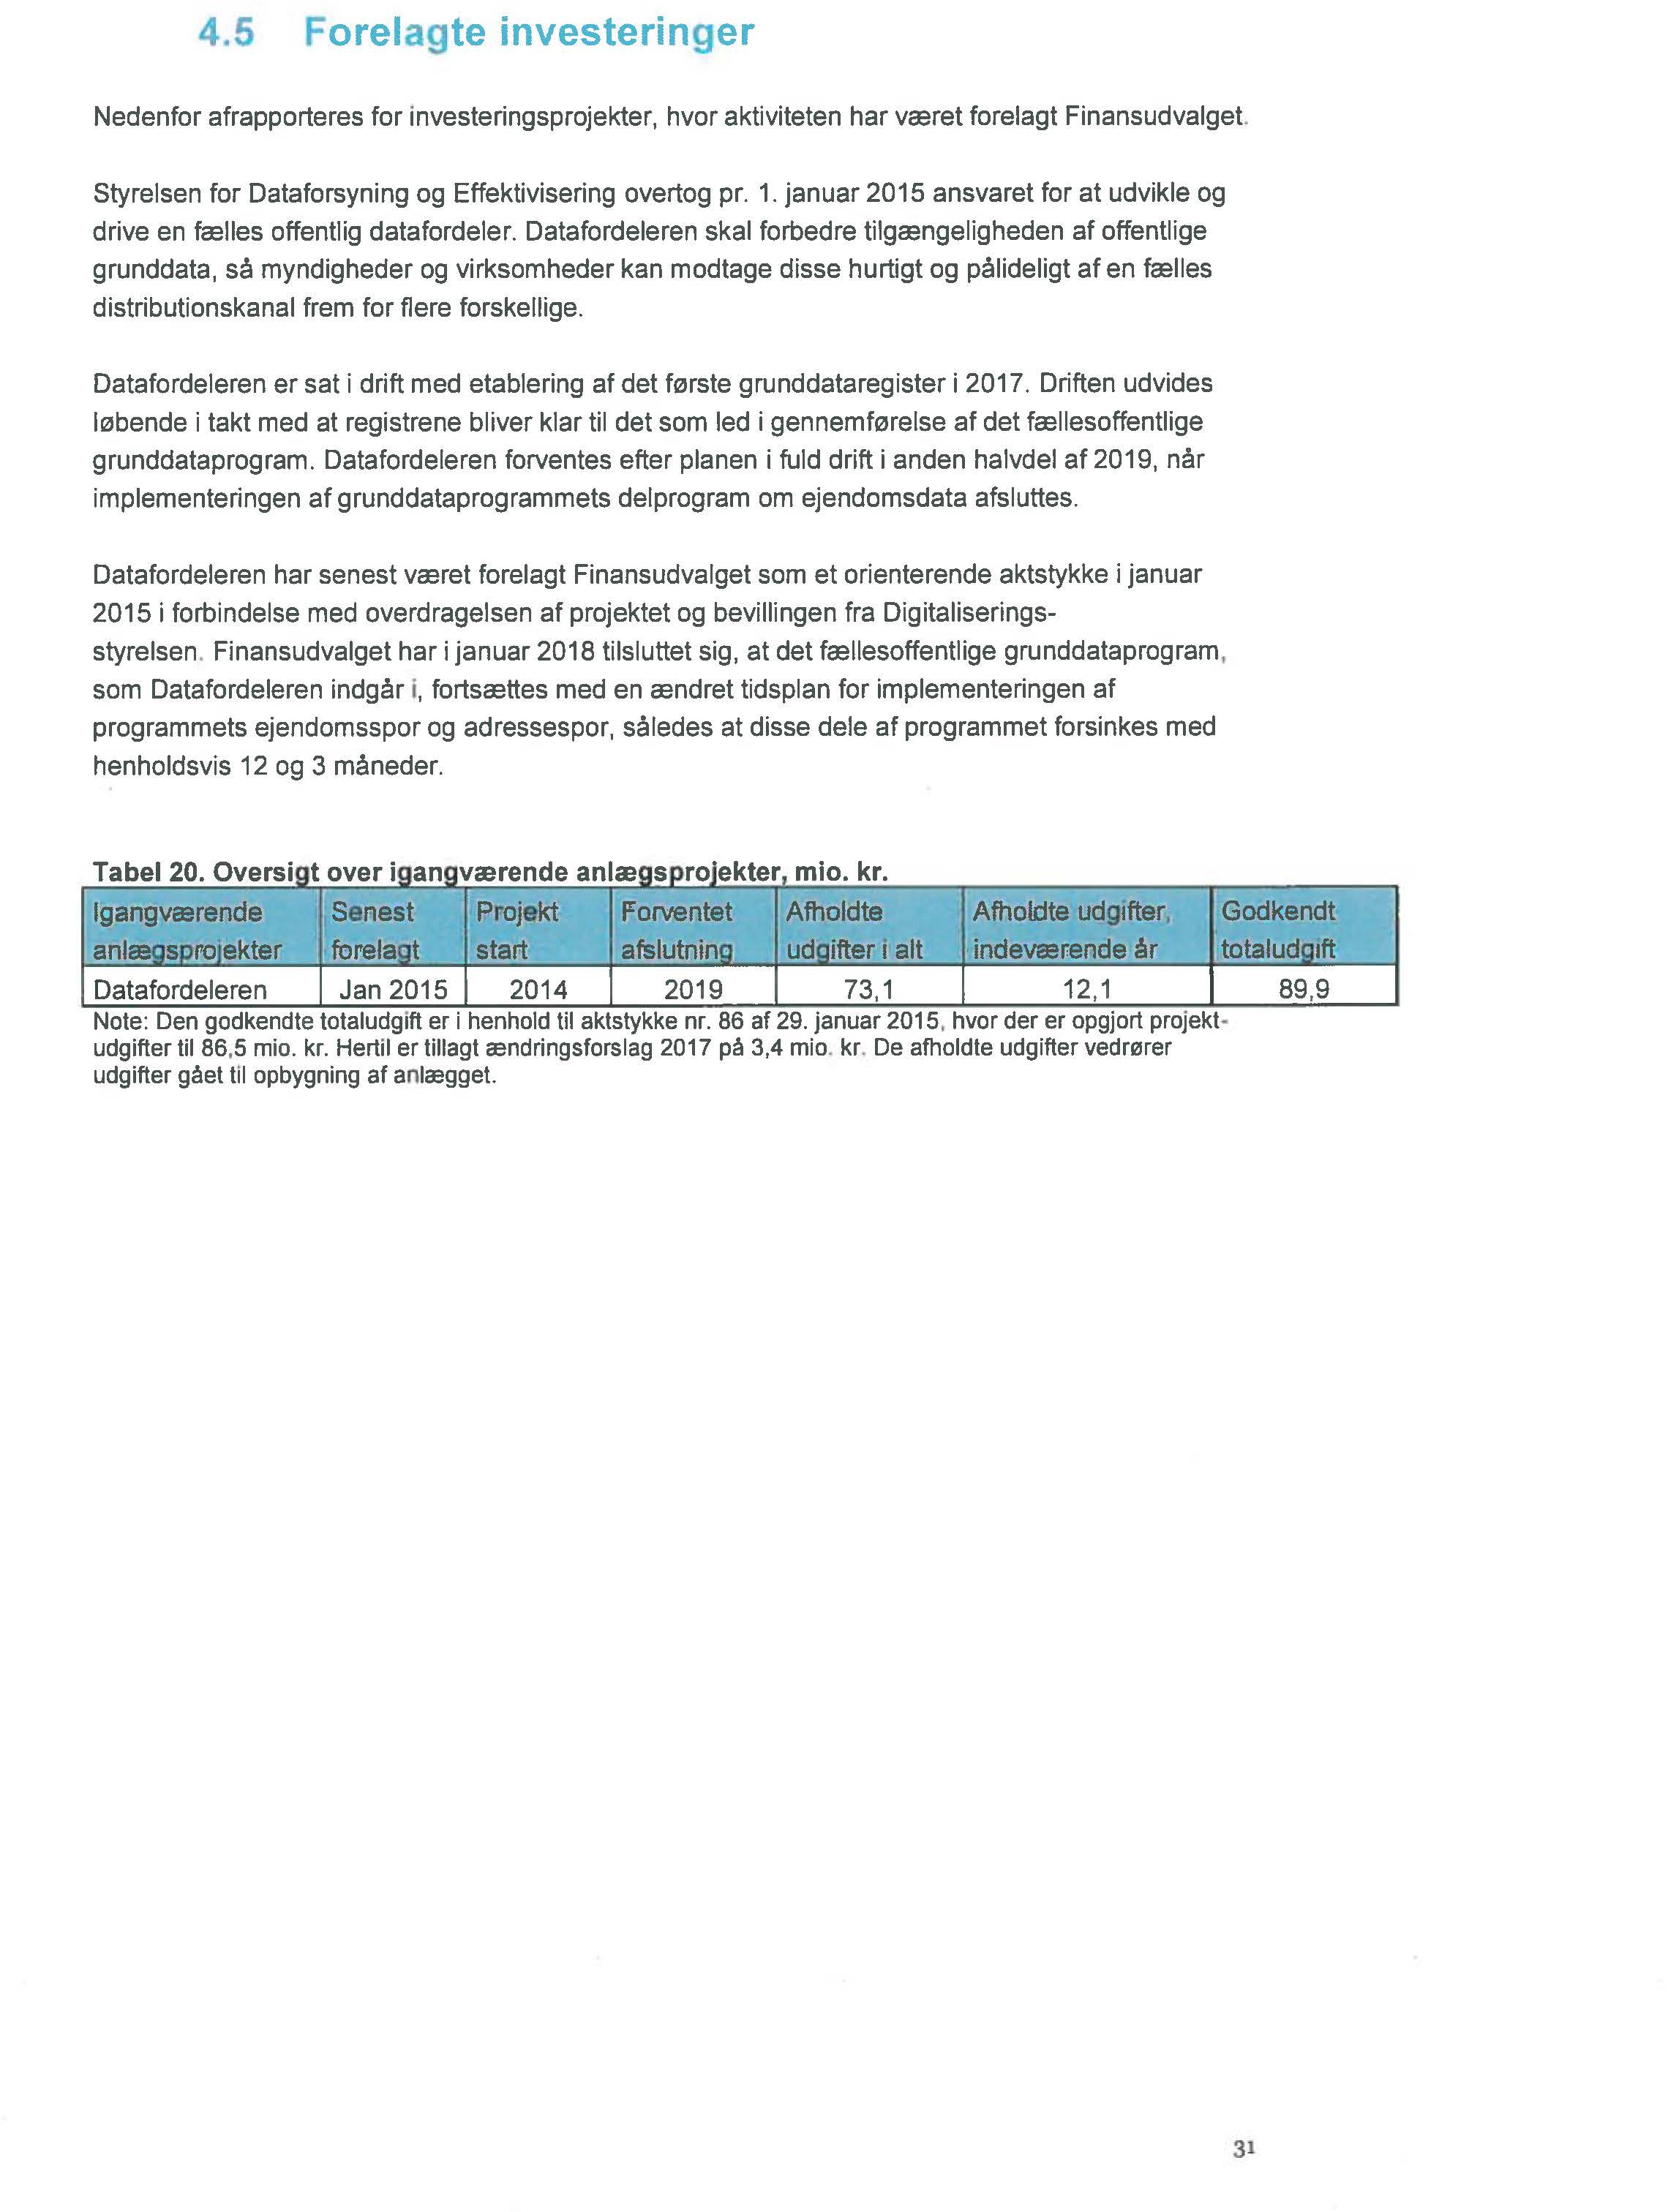 4.5 Forelagte investeringer
Nedenfor afrapporteres for investeringsprojekter, hvor aktiviteten har været forelagt Finansudvalget.
Styrelsen for Dataforsyning og Effektivisering overtog pr. 1. januar 2015 ansvaret for at udvikle og
drive en fælles offentlig datafordeler. Datafordeleren skal forbedre tilgængeligheden af offentlige
grunddata, så myndigheder og virksomheder kan modtage disse hurtigt og pålideligt af en fælles
distributionskanal frem for flere forskellige.
Datafordeleren er sat i drift med etablering af det første grunddataregister i 2017. Driften udvides
løbende i takt med at registrene bliver klar til det som led i gennemførelse af det fællesoffentlige
grunddataprogram. Datafordeleren forventes efter planen i fuld drift i anden halvdel af 2019, når
implementeringen af grunddataprogrammets delprogram om ejendomsdata afsluttes.
Datafordeleren har senest været forelagt Finansudvalget som et orienterende aktstykke i januar
2015 i forbindelse med overdragelsen af projektet og bevillingen fra Digitaliserings-
styrelsen. Finansudvalget har i januar 2018 tilsluttet sig, at det fællesoffentlige grunddataprogram,
som Datafordeleren indgår i, fortsættes med en ændret tidsplan for implementeringen af
programmets ejendomsspor og adressespor, således at disse dele af programmet forsinkes med
henholdsvis 12 og 3 måneder.
Tabel 20. Oversigt over igangværende anlægsprojekter, mio. kr.
Igangværende Senest Projekt Forventet Afholdte Afholdte udgifter, Godkendt
anlægsprojekter forelagt start afslutning udgifter i alt indeværende år totaludgift
Datafordeleren Jan 2015 2014 2019 73,1 12,1 89,9
Note: Den godkendte totaludgift er i henhold til aktstykke nr. 86 af 29. januar 2015, hvor der er opgjort projekt-
udgifter til 86,5 mio. kr. Hertil er tillagt ændringsforslag 2017 på 3,4 mio. kr. De afholdte udgifter vedrører
udgifter gået til opbygning af anlægget.
31